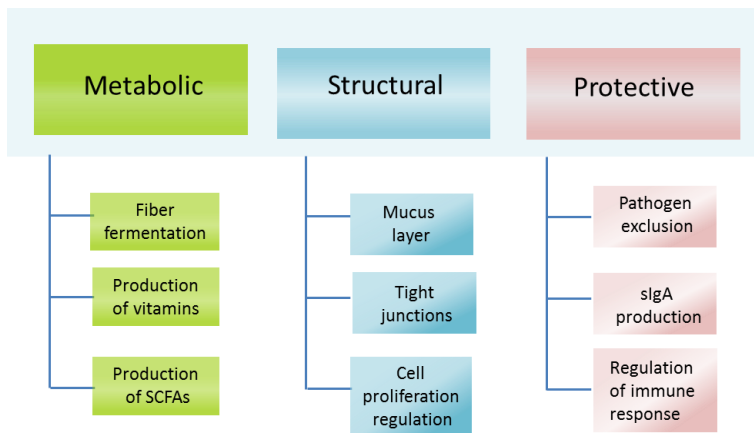 Metabolic
Structural
Protective
Fiber
fermentation
Production
of vitamins
Production
of SCFAs
Mucus
layer
Tight
junctions
Cell
proliferation
regulation
Pathogen
exclusion
sIgA
production
Regulation
of immune
response